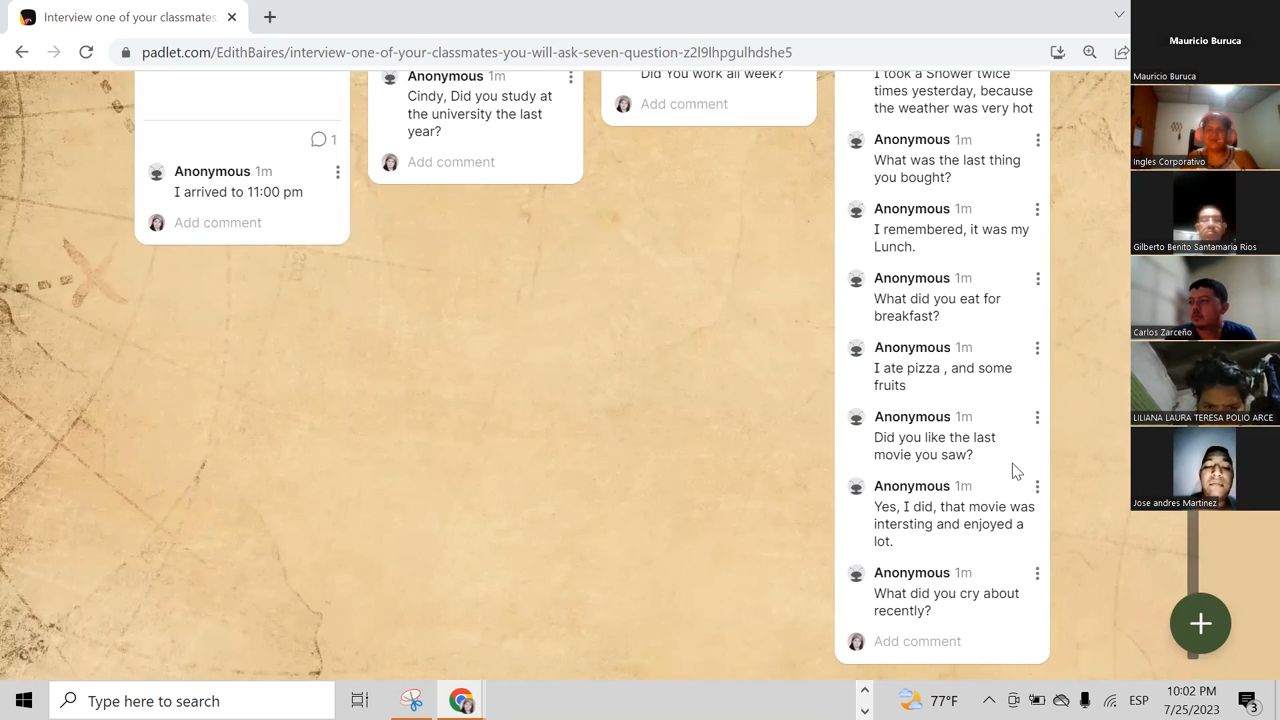 Interview one of your classmates
padlet.com/EdithBaires/interview-one-of-your-classmates-you-will-ask-seven-question-z2l9lhpgulhdshe5
Anonymous 1m
Cindy, Did you study at
the university the last
year?
Add comment
1
Anonymous 1m
I arrived to 11:00 pm
Add comment
Did You work all week?
Add comment
I took a Shower twice
times yesterday, because
the weather was very hot
Anonymous 1m
What was the last thing
you bought?
Anonymous 1m
I remembered, it was my
Lunch.
Anonymous 1m
What did you eat for
breakfast?
Anonymous 1m
I ate pizza , and some
fruits
Anonymous 1m
Did you like the last
movie you saw?
Anonymous 1m
Yes, I did, that movie was
intersting and enjoyed a
lot.
Anonymous 1m
What did you cry about
recently?
Add comment
Mauricio Buruca
Mauricio Buruca
Ingles Corporativo
Gilberto Benito Santamaria Rios
Carlos Zarceño
LILIANA LAURA TERESA POLIO ARCE
Jose andres Martinez
Type here to search
77°F
ESP
10:02 PM
7/25/2023
3